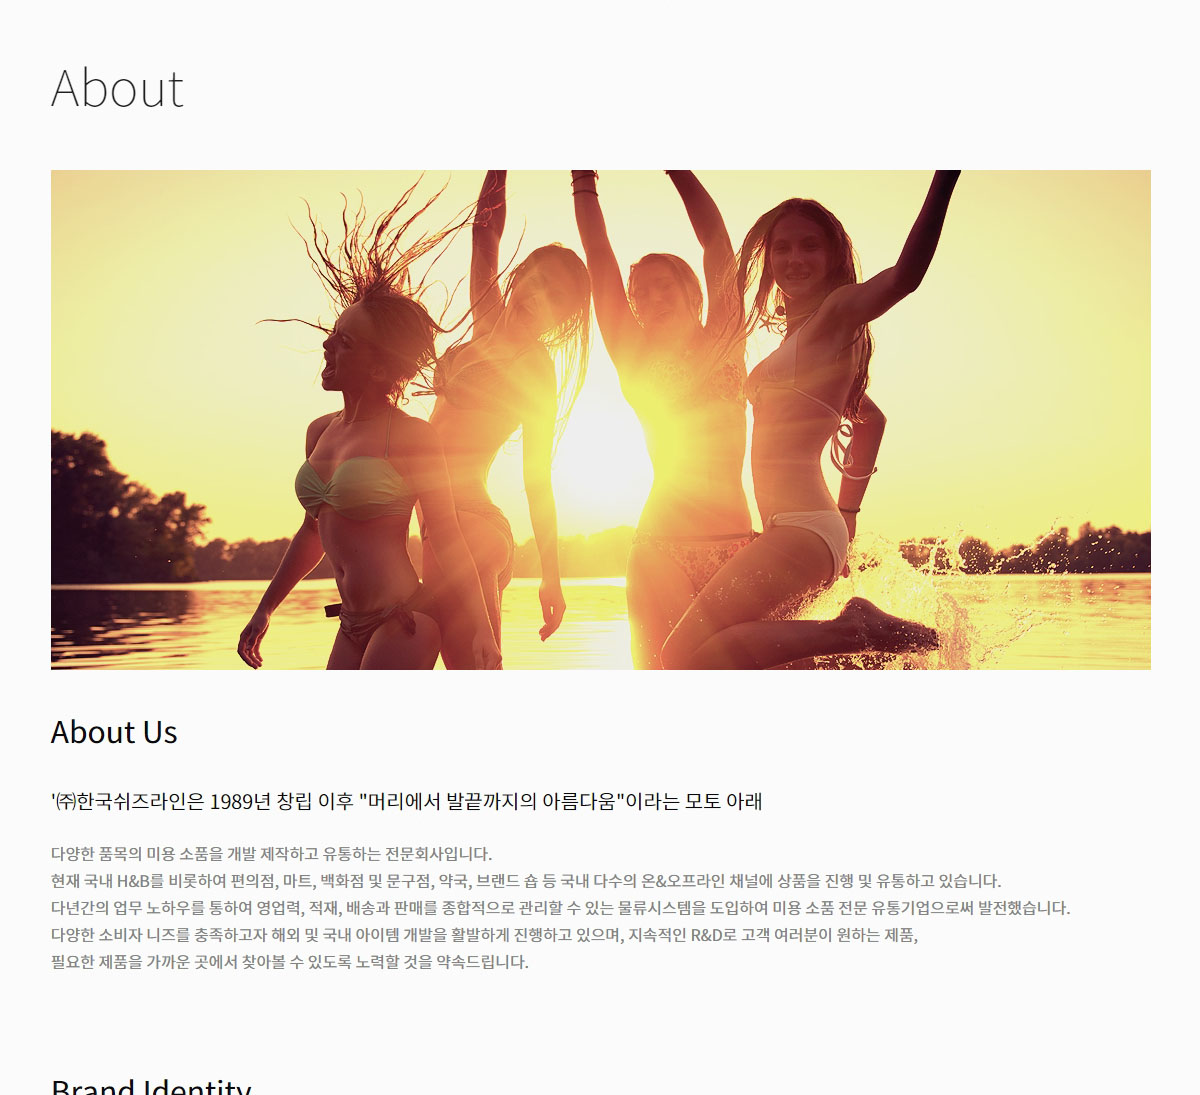 About
About Us
'㈜한국쉬즈라인은 1989년 창립 이후 "머리에서 발끝까지의 아름다움"이라는 모토 아래
다양한 품목의 미용 소품을 개발 제작하고 유통하는 전문회사입니다.
현재 국내 H&B를 비롯하여 편의점, 마트, 백화점 및 문구점, 약국, 브랜드 숍 등 국내 다수의 온&오프라인 채널에 상품을 진행 및 유통하고 있습니다.
다년간의 업무 노하우를 통하여 영업력, 적재, 배송과 판매를 종합적으로 관리할 수 있는 물류시스템을 도입하여 미용 소품 전문 유통기업으로써 발전했습니다.
다양한 소비자 니즈를 충족하고자 해외 및 국내 아이템 개발을 활발하게 진행하고 있으며, 지속적인 R&D로 고객 여러분이 원하는 제품,
필요한 제품을 가까운 곳에서 찾아볼 수 있도록 노력할 것을 약속드립니다.
Brand Identity